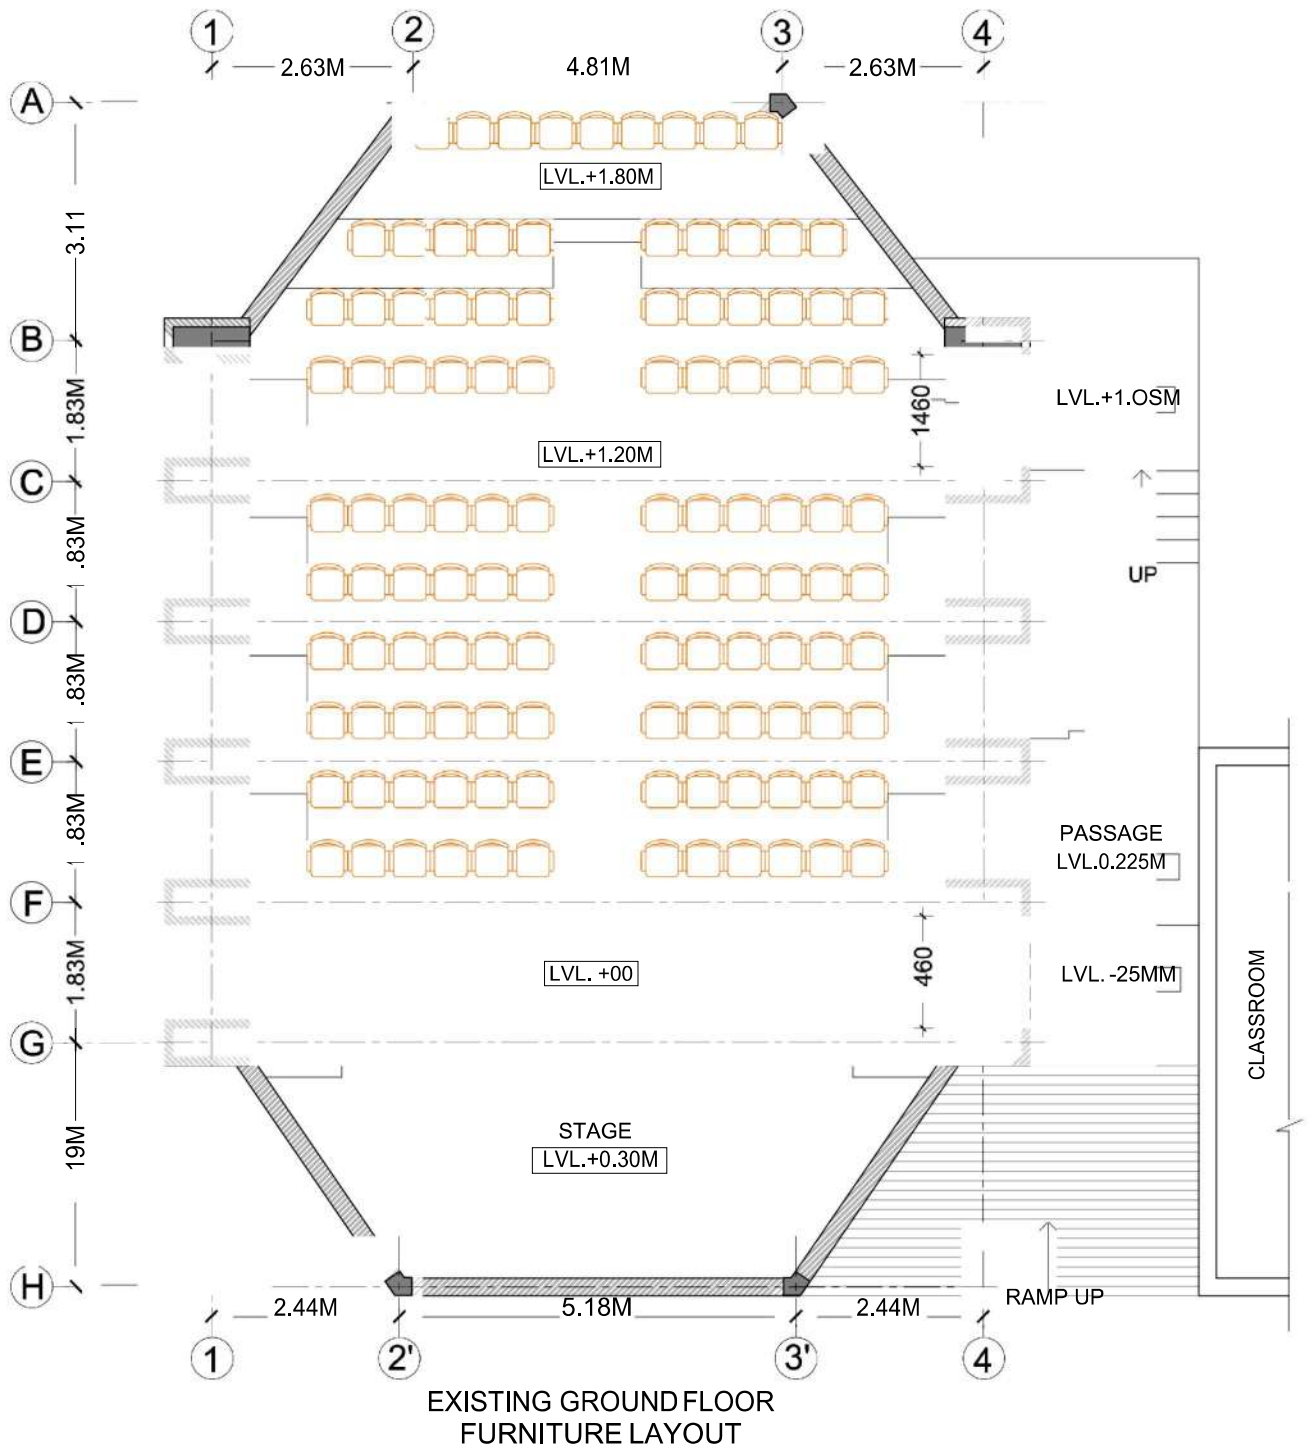 1 2 3 4
2.63M 4.81M 2.63M
A
LVL.+1.80M
3.11
B
1.83M
1460
LVL.+1.OSM
LVL.+1.20M
C
1 .83M
UP
D
1 .83M
E
1 .83M
PASSAGE
LVL.0.225M
F
1.83M
LVL. +00
460
LVL. -25MM
CLASSROOM
G
19M
STAGE
LVL.+0.30M
H
RAMP UP
2.44M 5.18M 2.44M
1 2' 3' 4
EXISTING GROUND FLOOR
FURNITURE LAYOUT